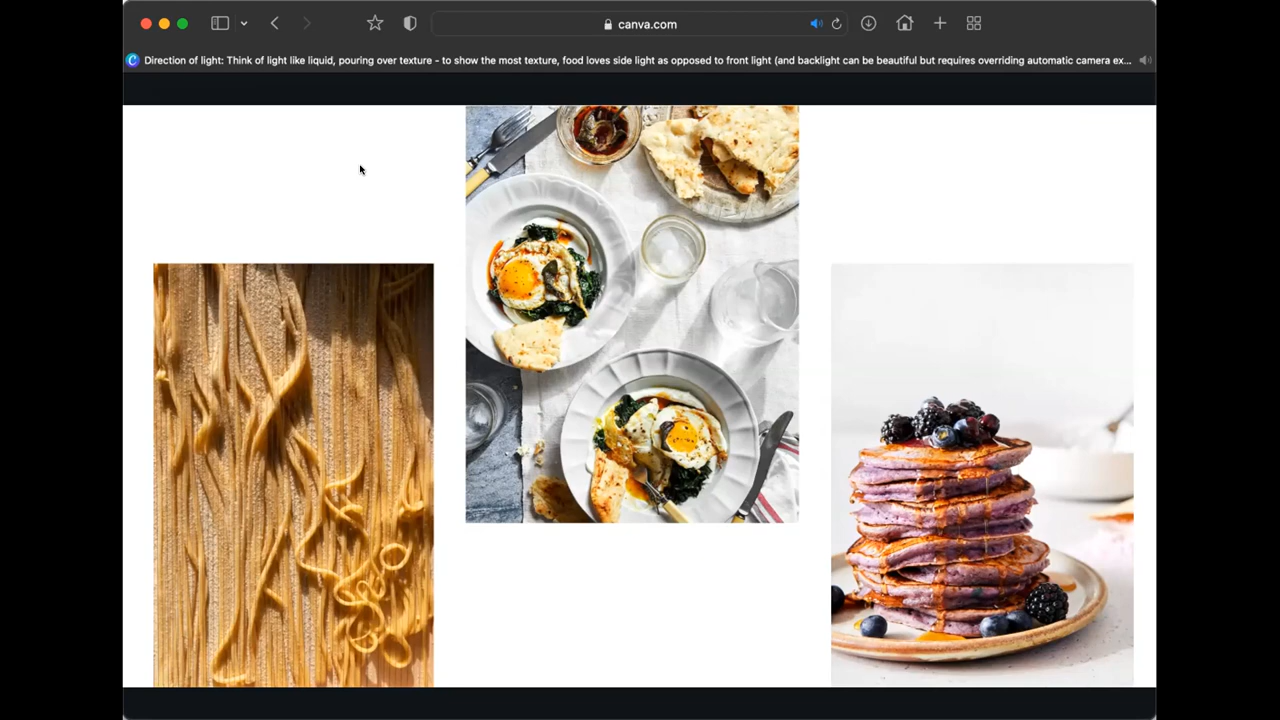 canva.com
Direction of light: Think of light like liquid, pouring over texture - to show the most texture, food loves side light as opposed to front light (and backlight can be beautiful but requires overriding automatic camera ex...